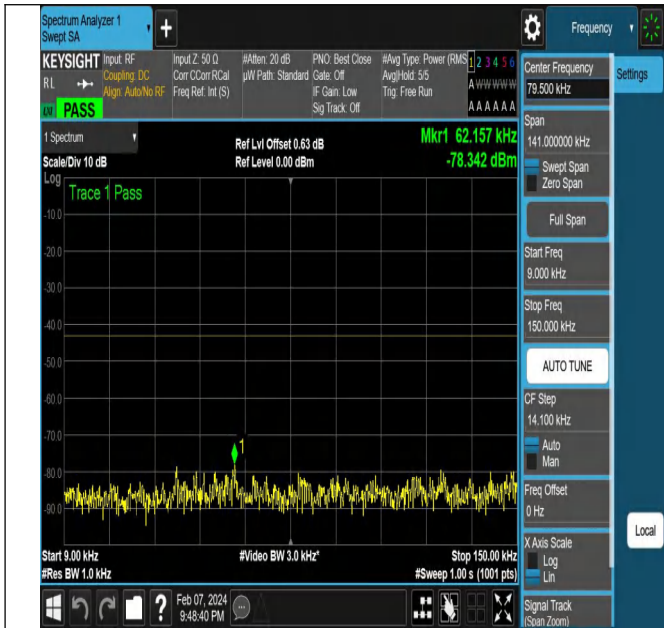 Spectrum Analyzer 1
Swept SA
+
Frequency
KEYSIGHT
Input: RF
Input Z: 50 Ω
#Atten: 20 dB
PNO: Best Close
#Avg Type: Power (RMS
1 2 3 4 5 6
RL
Coupling: DC
Corr CCorr RCal
µW Path: Standard
Gate: Off
Avg|Hold: 5/5
A W W W W W
Align: Auto/No RF
Freq Ref: Int (S)
IF Gain: Low
Trig: Free Run
Sig Track: Off
A A A A A A
PASS
1 Spectrum
Ref Lvl Offset 0.63 dB
Mkr1 62.157 kHz
Scale/Div 10 dB
Ref Level 0.00 dBm
-78.342 dBm
Log
Trace 1 Pass
-10.0
-20.0
-30.0
-40.0
-50.0
-60.0
-70.0
-80.0
-90.0
1
Start 9.00 kHz
#Video BW 3.0 kHz*
Stop 150.00 kHz
#Res BW 1.0 kHz
#Sweep 1.00 s (1001 pts)
Feb 07, 2024
9:48:40 PM
?
Center Frequency
79.500 kHz
Settings
Span
141.000000 kHz
Swept Span
Zero Span
Full Span
Start Freq
9.000 kHz
Stop Freq
150.000 kHz
AUTO TUNE
CF Step
14.100 kHz
Auto
Man
Freq Offset
0 Hz
X Axis Scale
Log
Lin
Local
Signal Track
(Span Zoom)